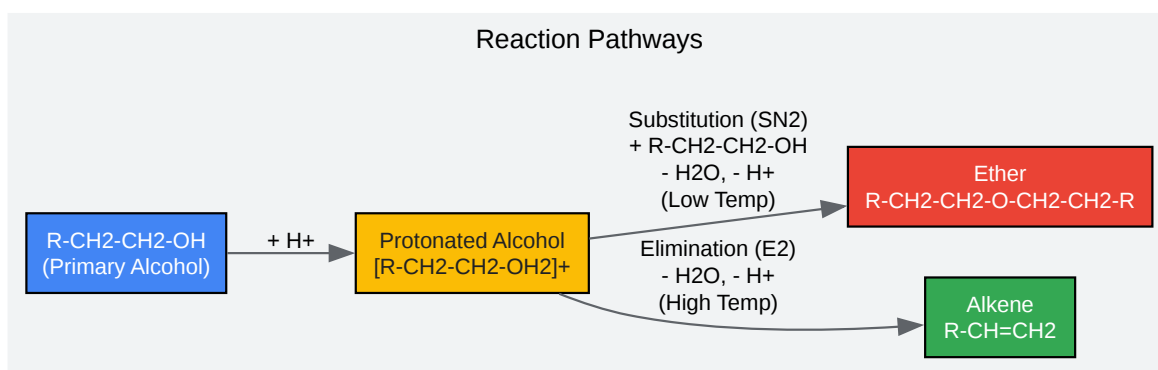 Reaction Pathways
R-CH2-CH2-OH
(Primary Alcohol)
+ H+
Protonated Alcohol
[R-CH2-CH2-OH2]+
Substitution (SN2)
+ R-CH2-CH2-OH
- H2O, - H+
(Low Temp)
Ether
R-CH2-CH2-O-CH2-CH2-R
Elimination (E2)
- H2O, - H+
(High Temp)
Alkene
R-CH=CH2